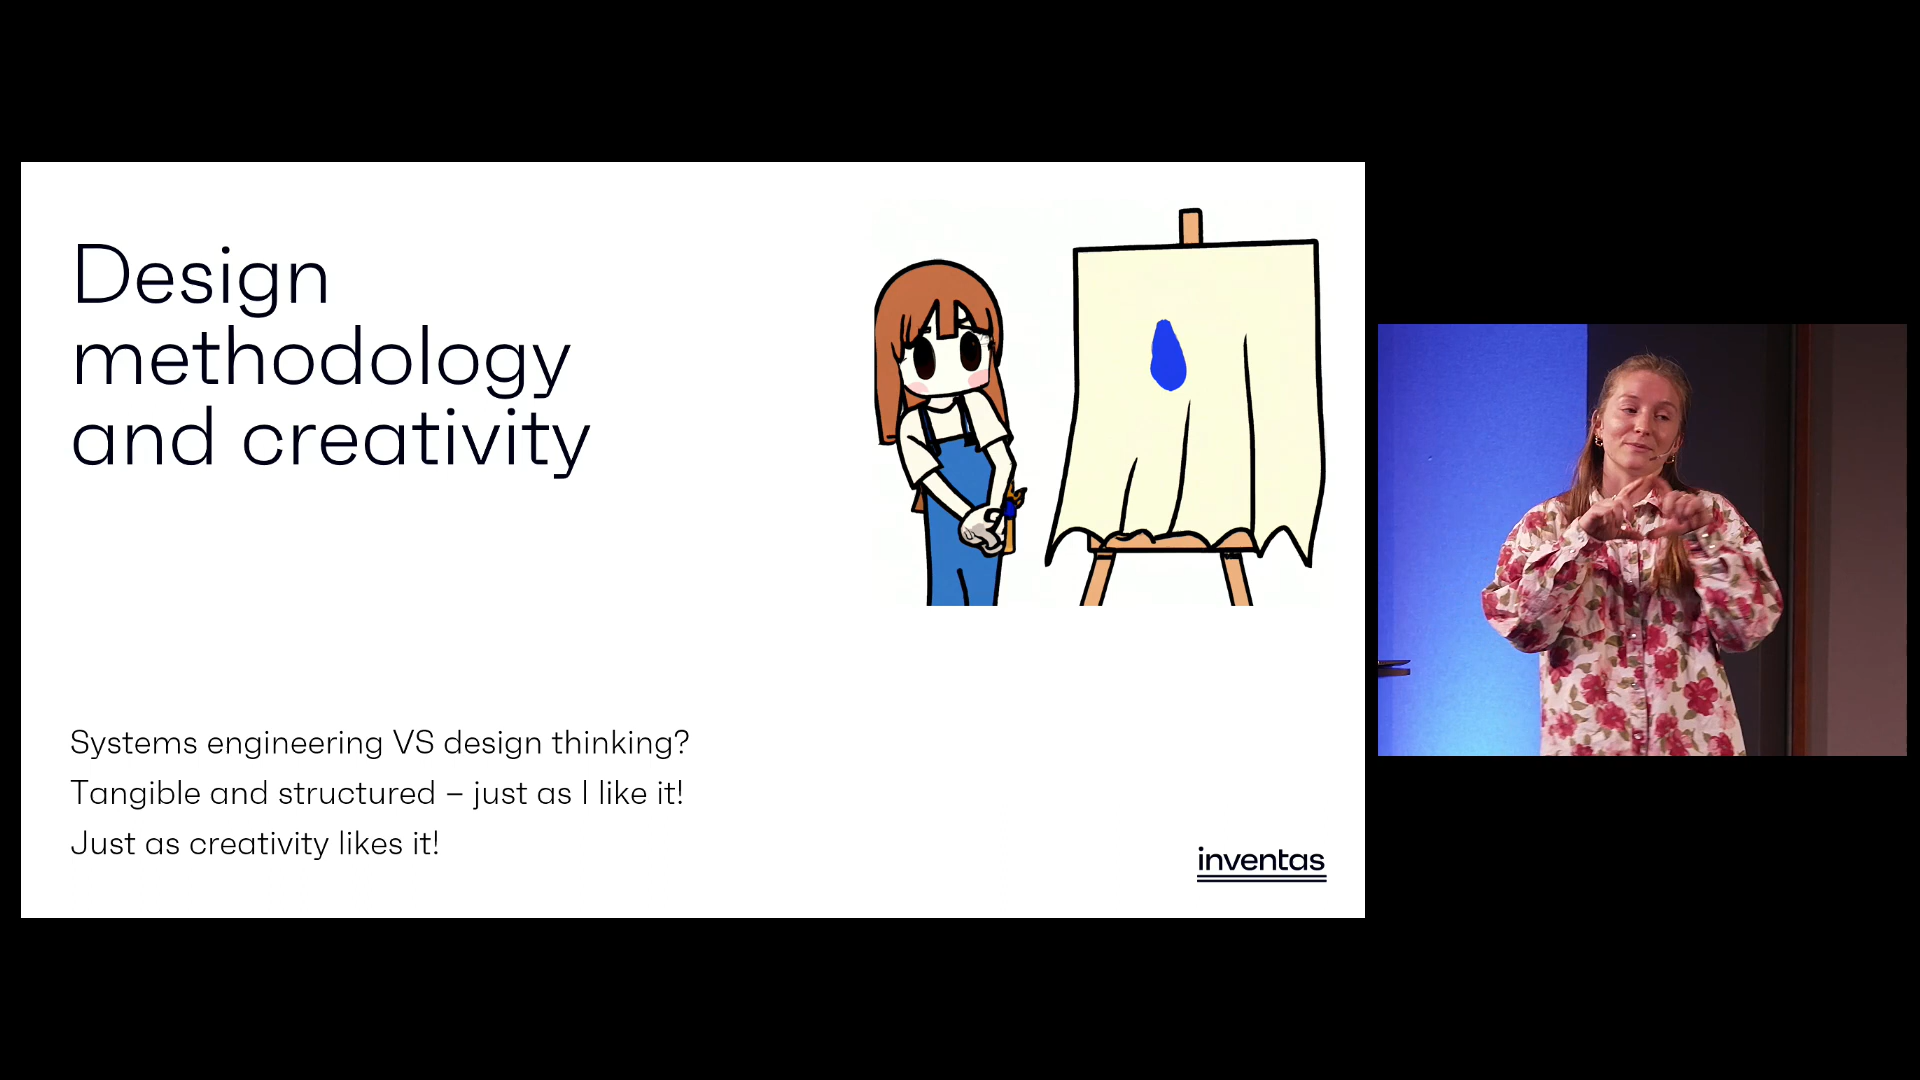 Design
methodology
and creativity
Systems engineering VS design thinking?
Tangible and structured – just as I like it!
Just as creativity likes it!
inventas